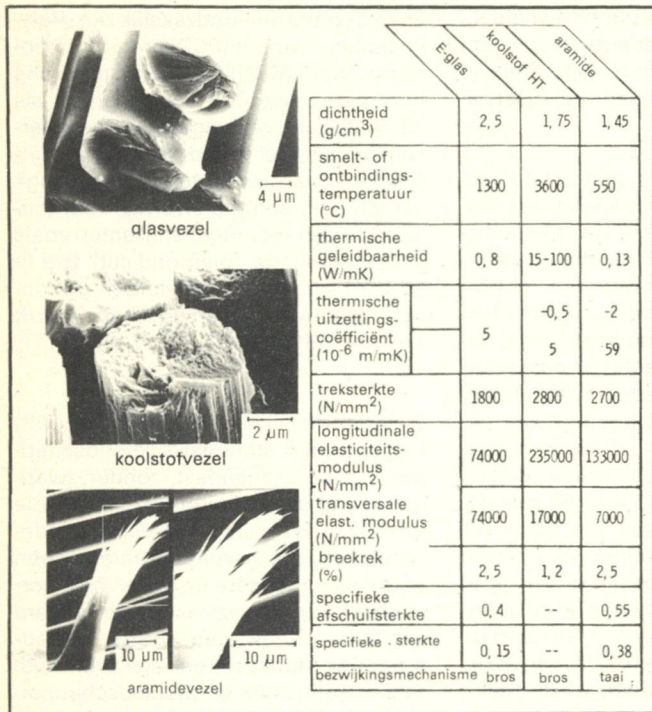 4 μm
glasvezel
2 μm
koolstofvezel
10 μm
10 μm
aramidevezel
E-glas
koolstof HT
aramide
dichtheid
(g/cm³)
2, 5
1, 75
1, 45
smelt- of
ontbindings-
temperatuur
(°C)
1300
3600
550
thermische
geleidbaarheid
(W/mK)
0, 8
15-100
0, 13
thermische
uitzettings-
coëfficiënt
(10⁻⁶ m/mK)
5
-0, 5
-2
5
59
treksterkte
(N/mm²)
1800
2800
2700
longitudinale
elasticiteits-
modulus
(N/mm²)
74000
235000
133000
transversale
elast. modulus
(N/mm²)
74000
17000
7000
breekrek
(%)
2, 5
1, 2
2, 5
specifieke
afschuifsterkte
0, 4
--
0, 55
specifieke . sterkte
0, 15
--
0, 38
bezwijkingsmechanisme bros bros taai